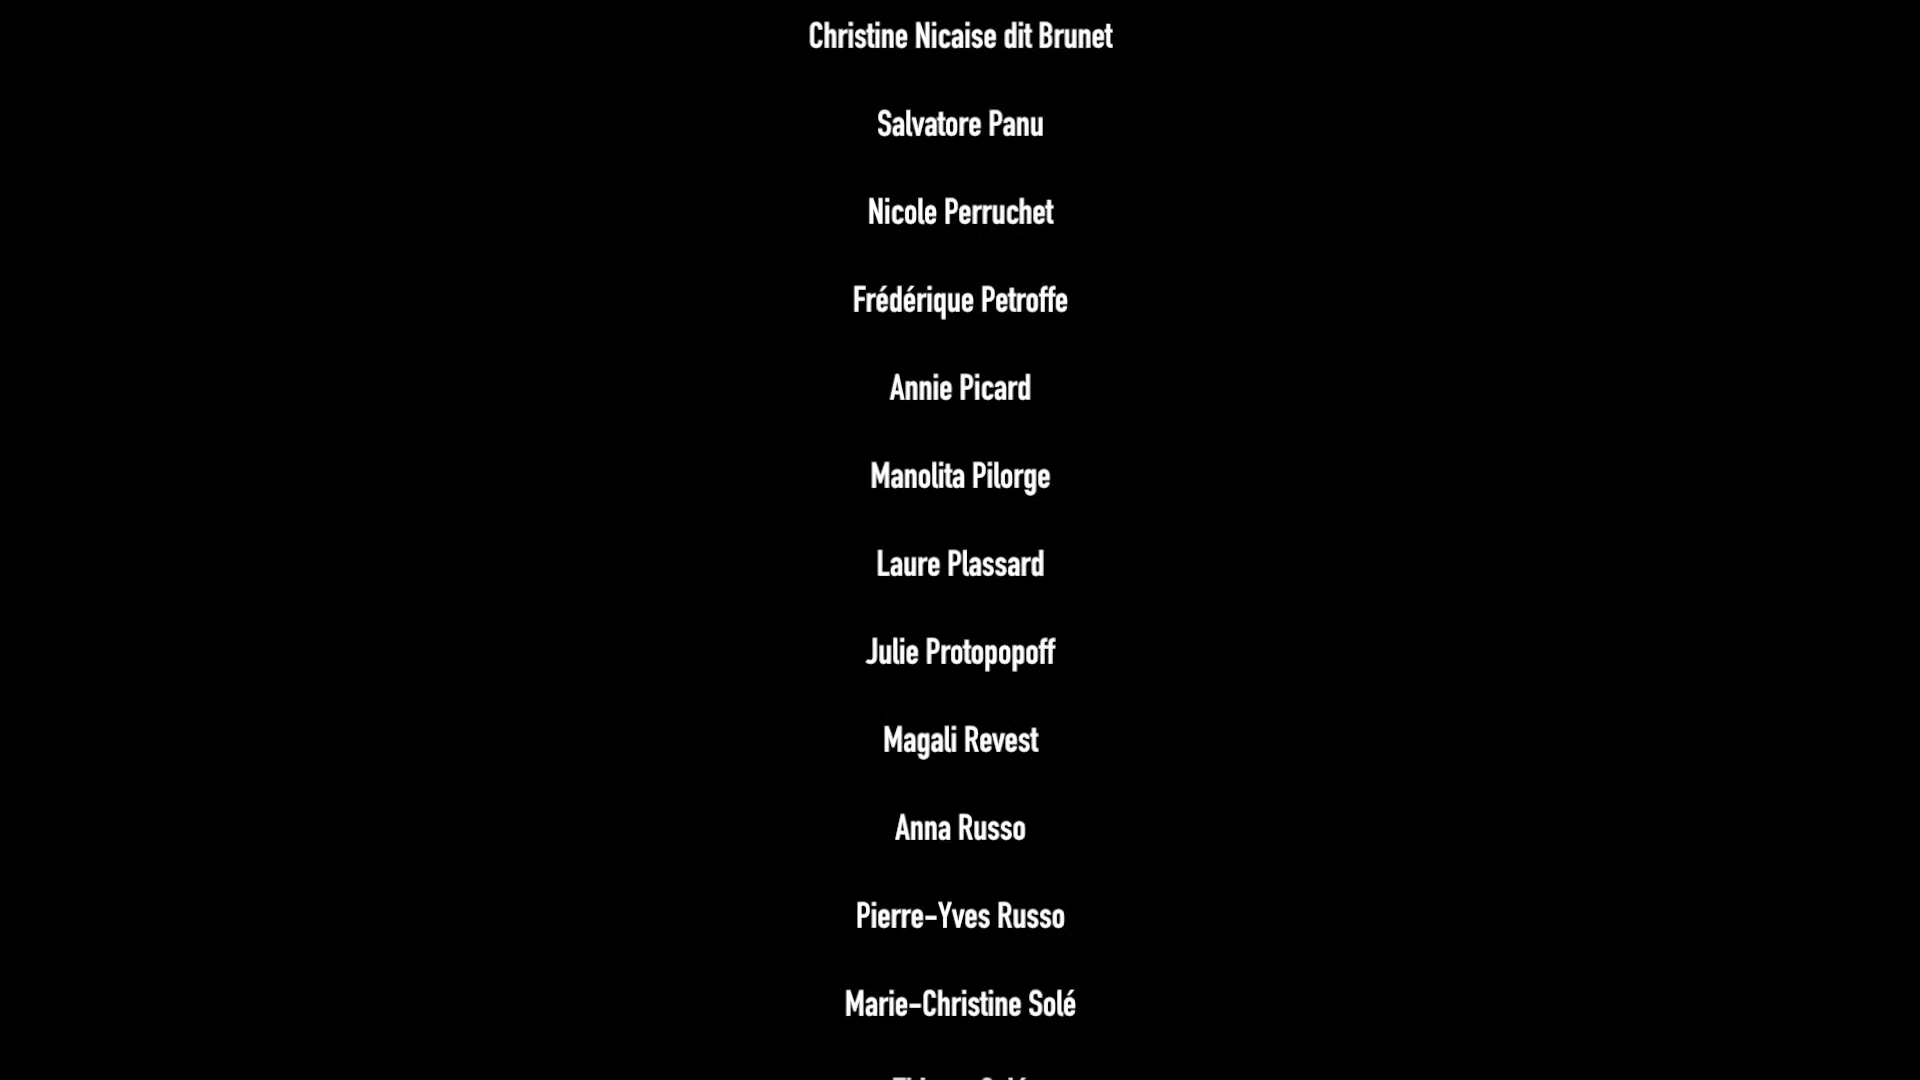 Christine Nicaise dit Brunet
Salvatore Panu
Nicole Perruchet
Frédérique Petroffe
Annie Picard
Manolita Pilorge
Laure Plassard
Julie Protopopoff
Magali Revest
Anna Russo
Pierre-Yves Russo
Marie-Christine Solé